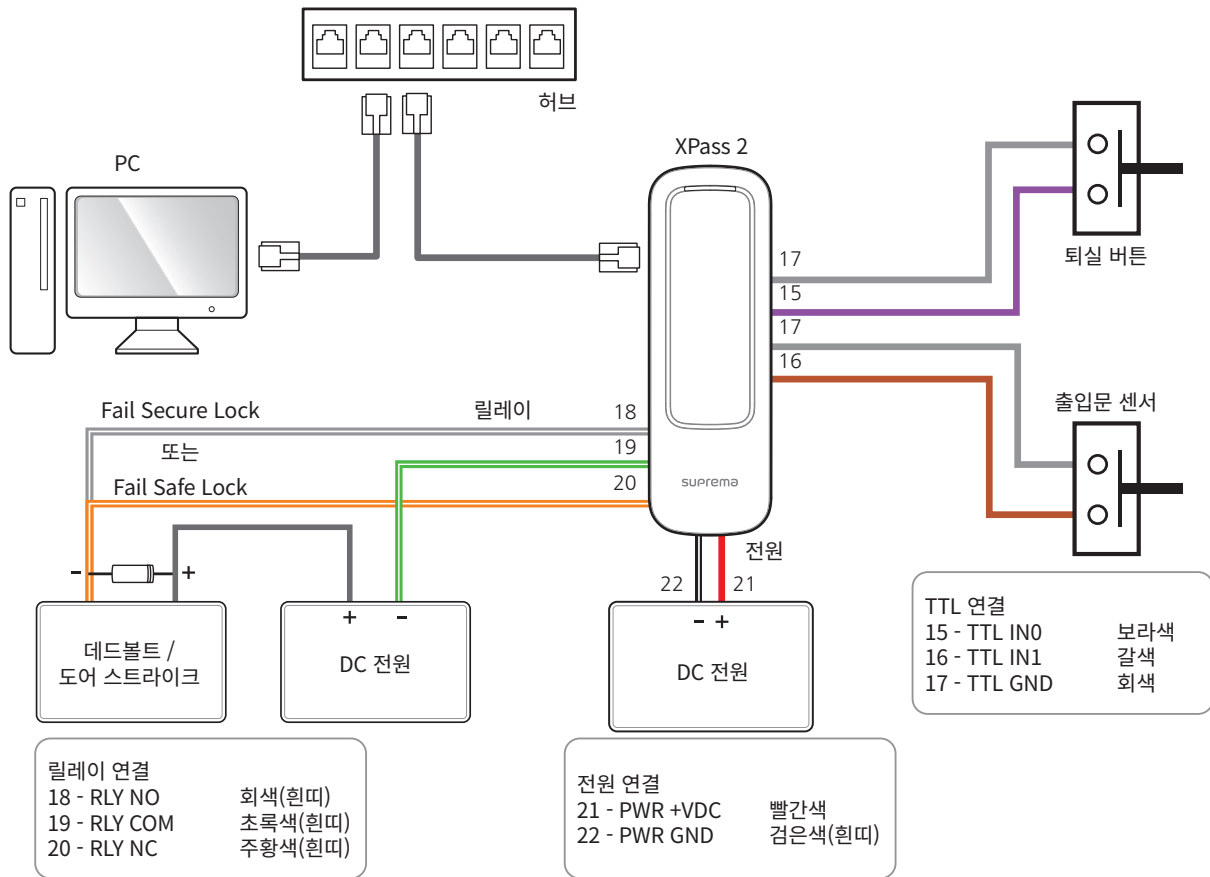 허브
PC
XPass 2
퇴실 버튼
17
15
17
16
출입문 센서
Fail Secure Lock
릴레이
18
또는
19
Fail Safe Lock
20
suprema
전원
22
21
- +
- +
+ -
데드볼트 /
도어 스트라이크
DC 전원
DC 전원
TTL 연결
15 - TTL IN0 보라색
16 - TTL IN1 갈색
17 - TTL GND 회색
릴레이 연결
18 - RLY NO 회색(흰띠)
19 - RLY COM 초록색(흰띠)
20 - RLY NC 주황색(흰띠)
전원 연결
21 - PWR +VDC 빨간색
22 - PWR GND 검은색(흰띠)